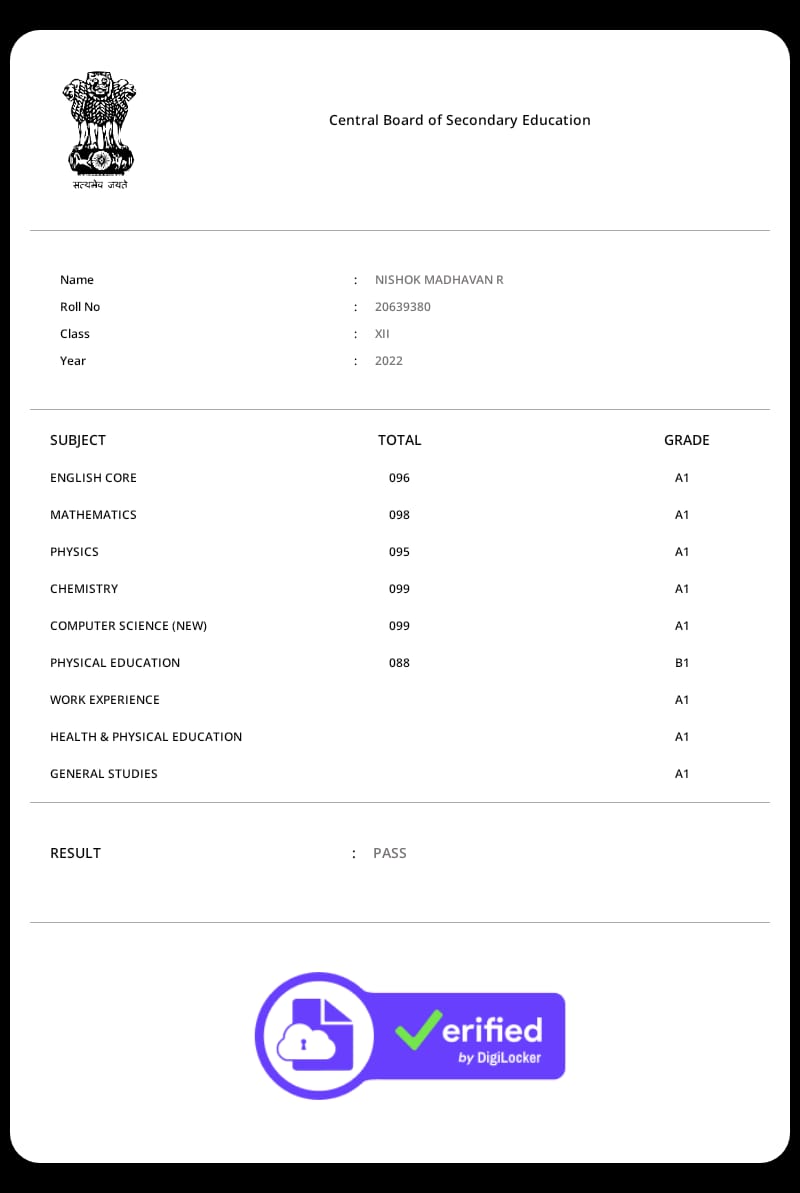 सत्यमेव जयते
Central Board of Secondary Education
Name : NISHOK MADHAVAN R
Roll No : 20639380
Class : XII
Year : 2022
SUBJECT TOTAL GRADE
ENGLISH CORE 096 A1
MATHEMATICS 098 A1
PHYSICS 095 A1
CHEMISTRY 099 A1
COMPUTER SCIENCE (NEW) 099 A1
PHYSICAL EDUCATION 088 B1
WORK EXPERIENCE A1
HEALTH & PHYSICAL EDUCATION A1
GENERAL STUDIES A1
RESULT : PASS
Verified
by DigiLocker